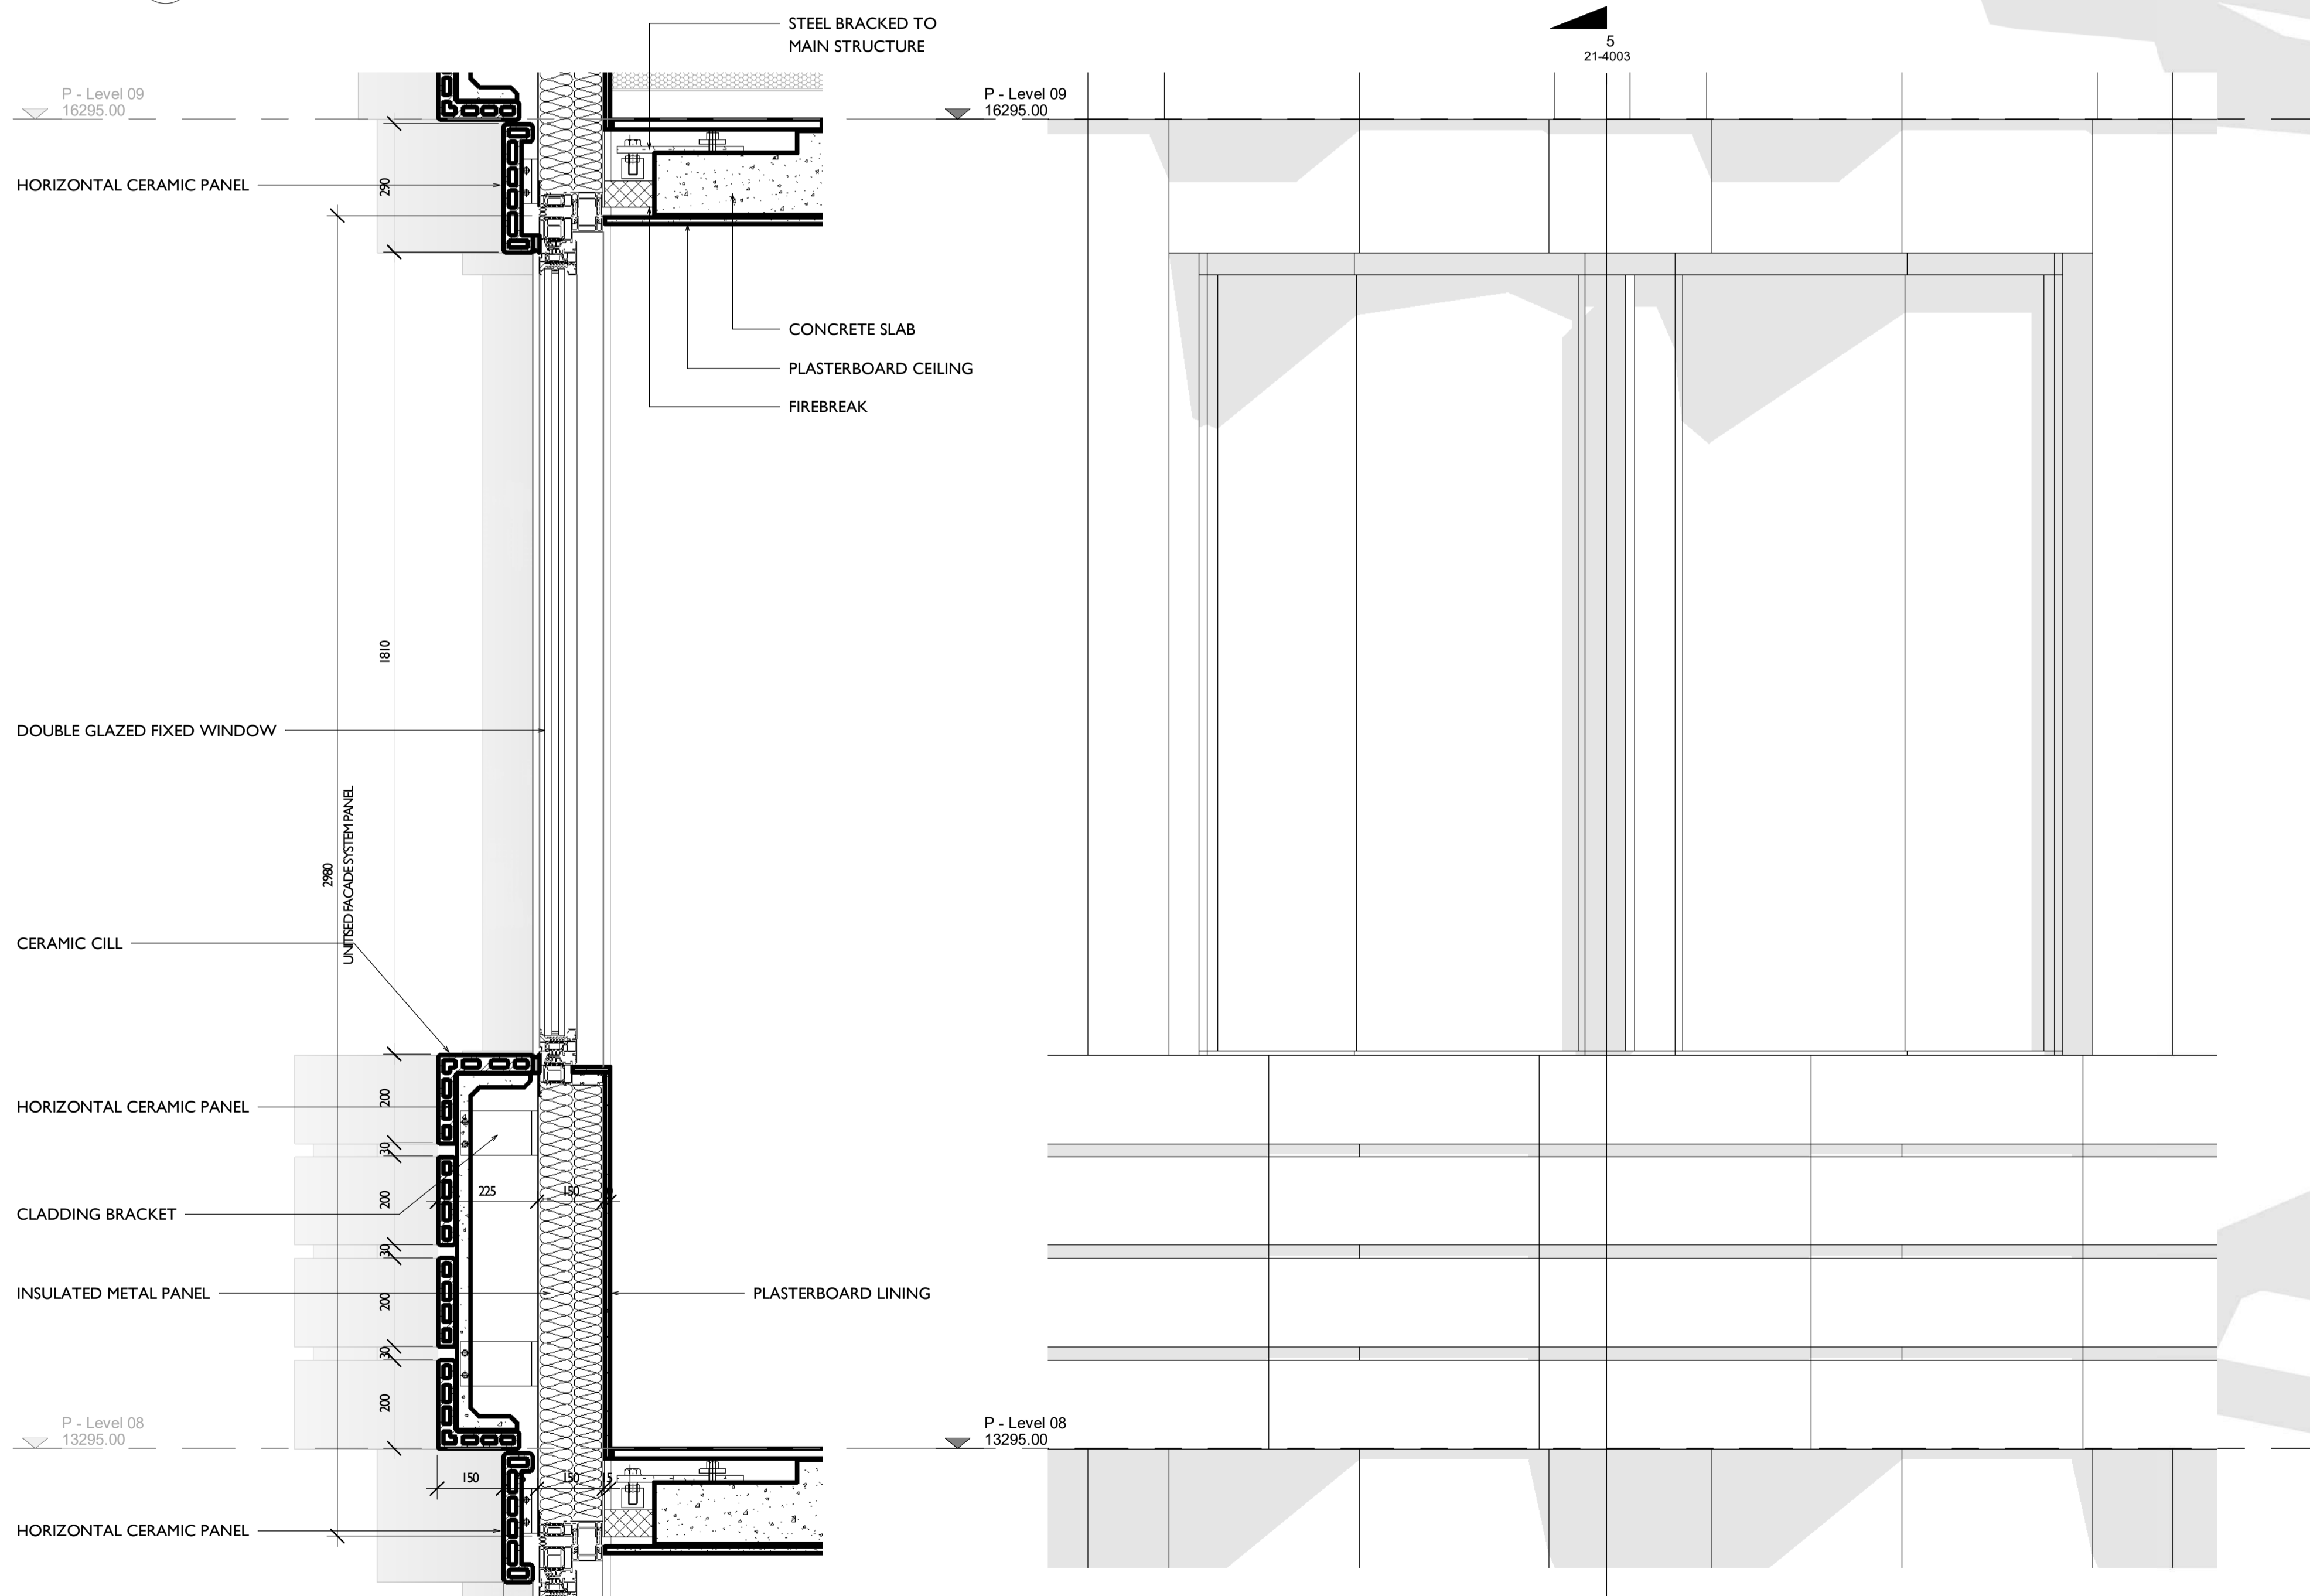 STEEL BRACKED TO
MAIN STRUCTURE
5
21-4003
P - Level 09
16295.00
P - Level 09
16295.00
HORIZONTAL CERAMIC PANEL
290
CONCRETE SLAB
PLASTERBOARD CEILING
FIREBREAK
1810
DOUBLE GLAZED FIXED WINDOW
2980
UNITISED FACADE SYSTEM PANEL
CERAMIC CILL
HORIZONTAL CERAMIC PANEL
200
30
200
225
150
CLADDING BRACKET
30
INSULATED METAL PANEL
200
PLASTERBOARD LINING
30
200
P - Level 08
13295.00
P - Level 08
13295.00
150
150
15
HORIZONTAL CERAMIC PANEL